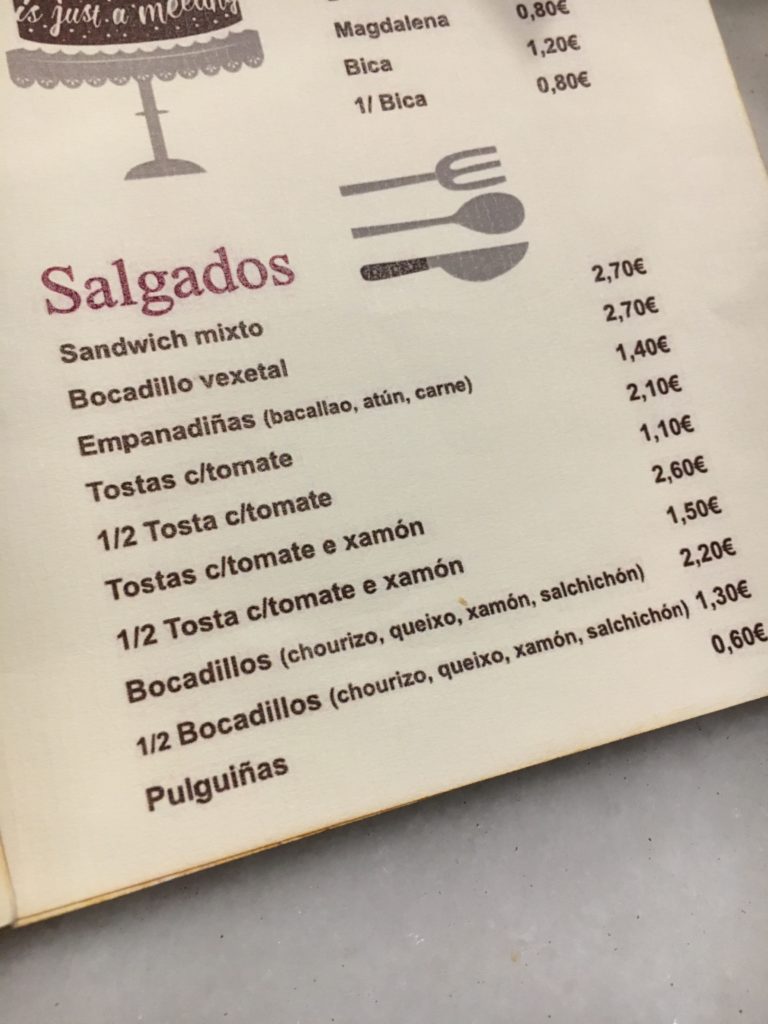 is just a meeting
Magdalena 0,80€
Bica 1,20€
1/ Bica 0,80€
Salgados
Sandwich mixto 2,70€
Bocadillo vexetal 2,70€
Empanadiñas (bacallao, atún, carne) 1,40€
Tostas c/tomate 2,10€
1/2 Tosta c/tomate 1,10€
Tostas c/tomate e xamón 2,60€
1/2 Tosta c/tomate e xamón 1,50€
Bocadillos (chourizo, queixo, xamón, salchichón) 2,20€
1/2 Bocadillos (chourizo, queixo, xamón, salchichón) 1,30€
Pulguiñas 0,60€